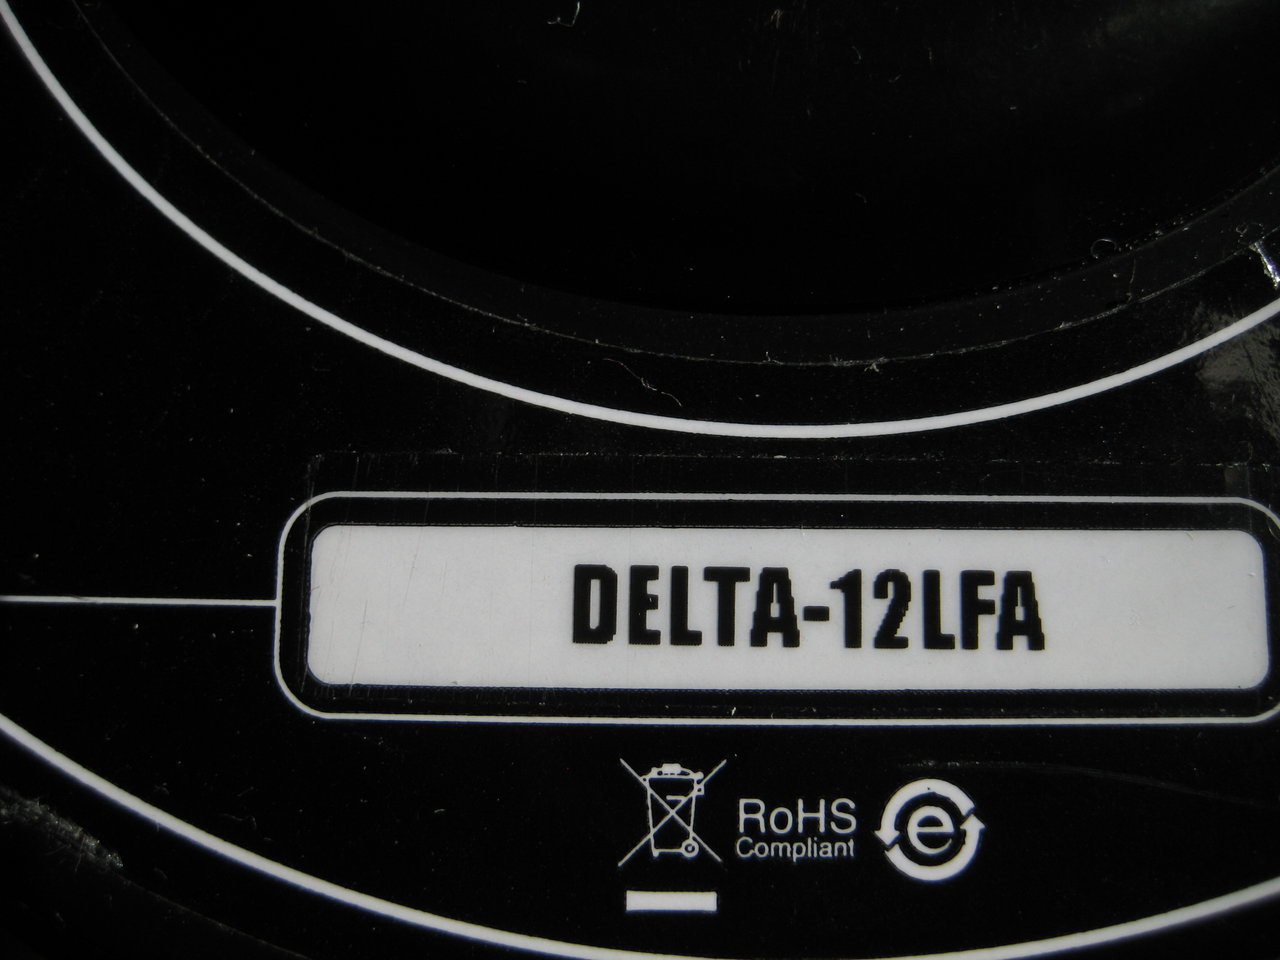 DELTA-12LFA
RoHS
Compliant
e